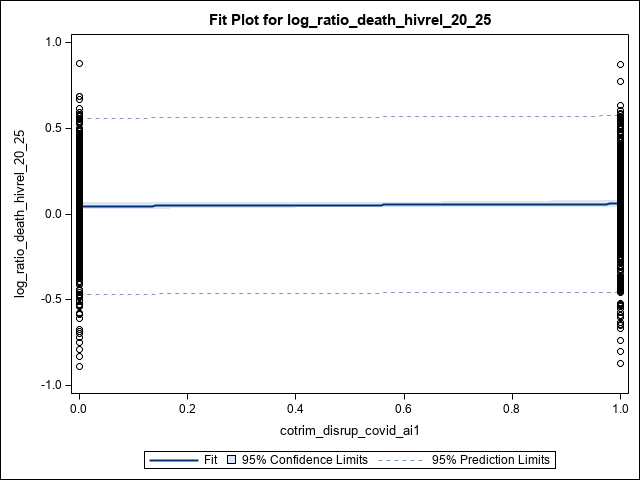 Fit Plot for log_ratio_death_hivrel_20_25
1.0
0.5
0.0
-0.5
-1.0
log_ratio_death_hivrel_20_25
0.0 0.2 0.4 0.6 0.8 1.0
cotrim_disrup_covid_ai1
Fit 95% Confidence Limits 95% Prediction Limits